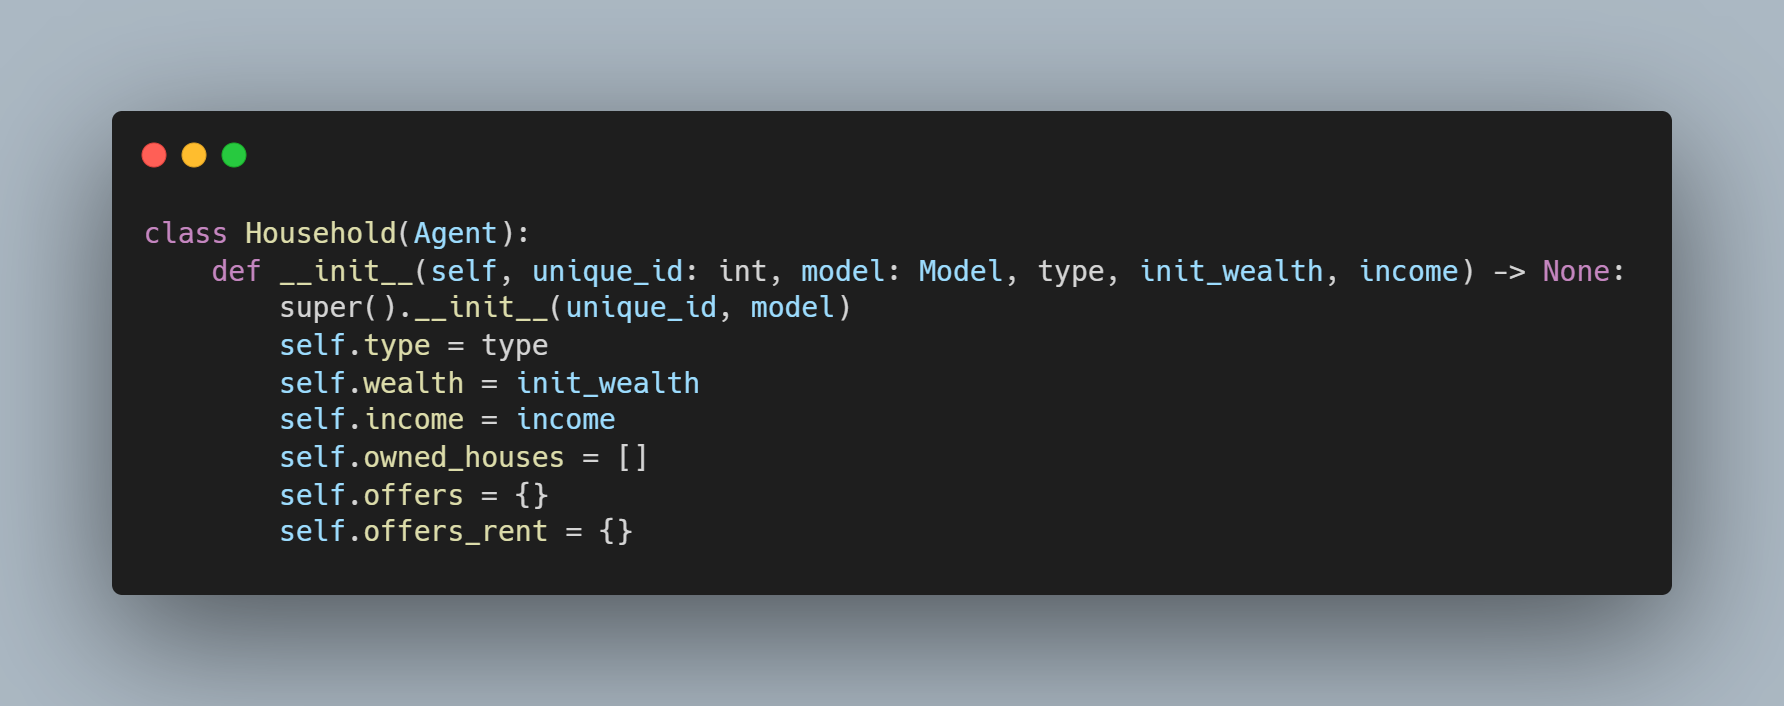 class Household(Agent):
    def __init__(self, unique_id: int, model: Model, type, init_wealth, income) -> None:
        super().__init__(unique_id, model)
        self.type = type
        self.wealth = init_wealth
        self.income = income
        self.owned_houses = []
        self.offers = {}
        self.offers_rent = {}